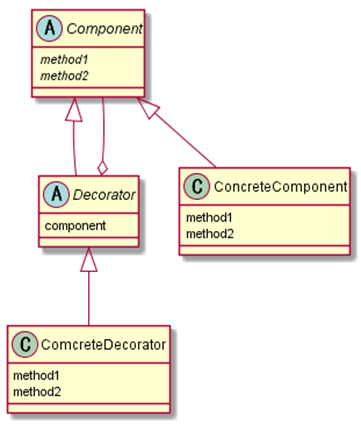 A Component
method1
method2
A Decorator
component
C ConcreteComponent
method1
method2
C ComcreteDecorator
method1
method2